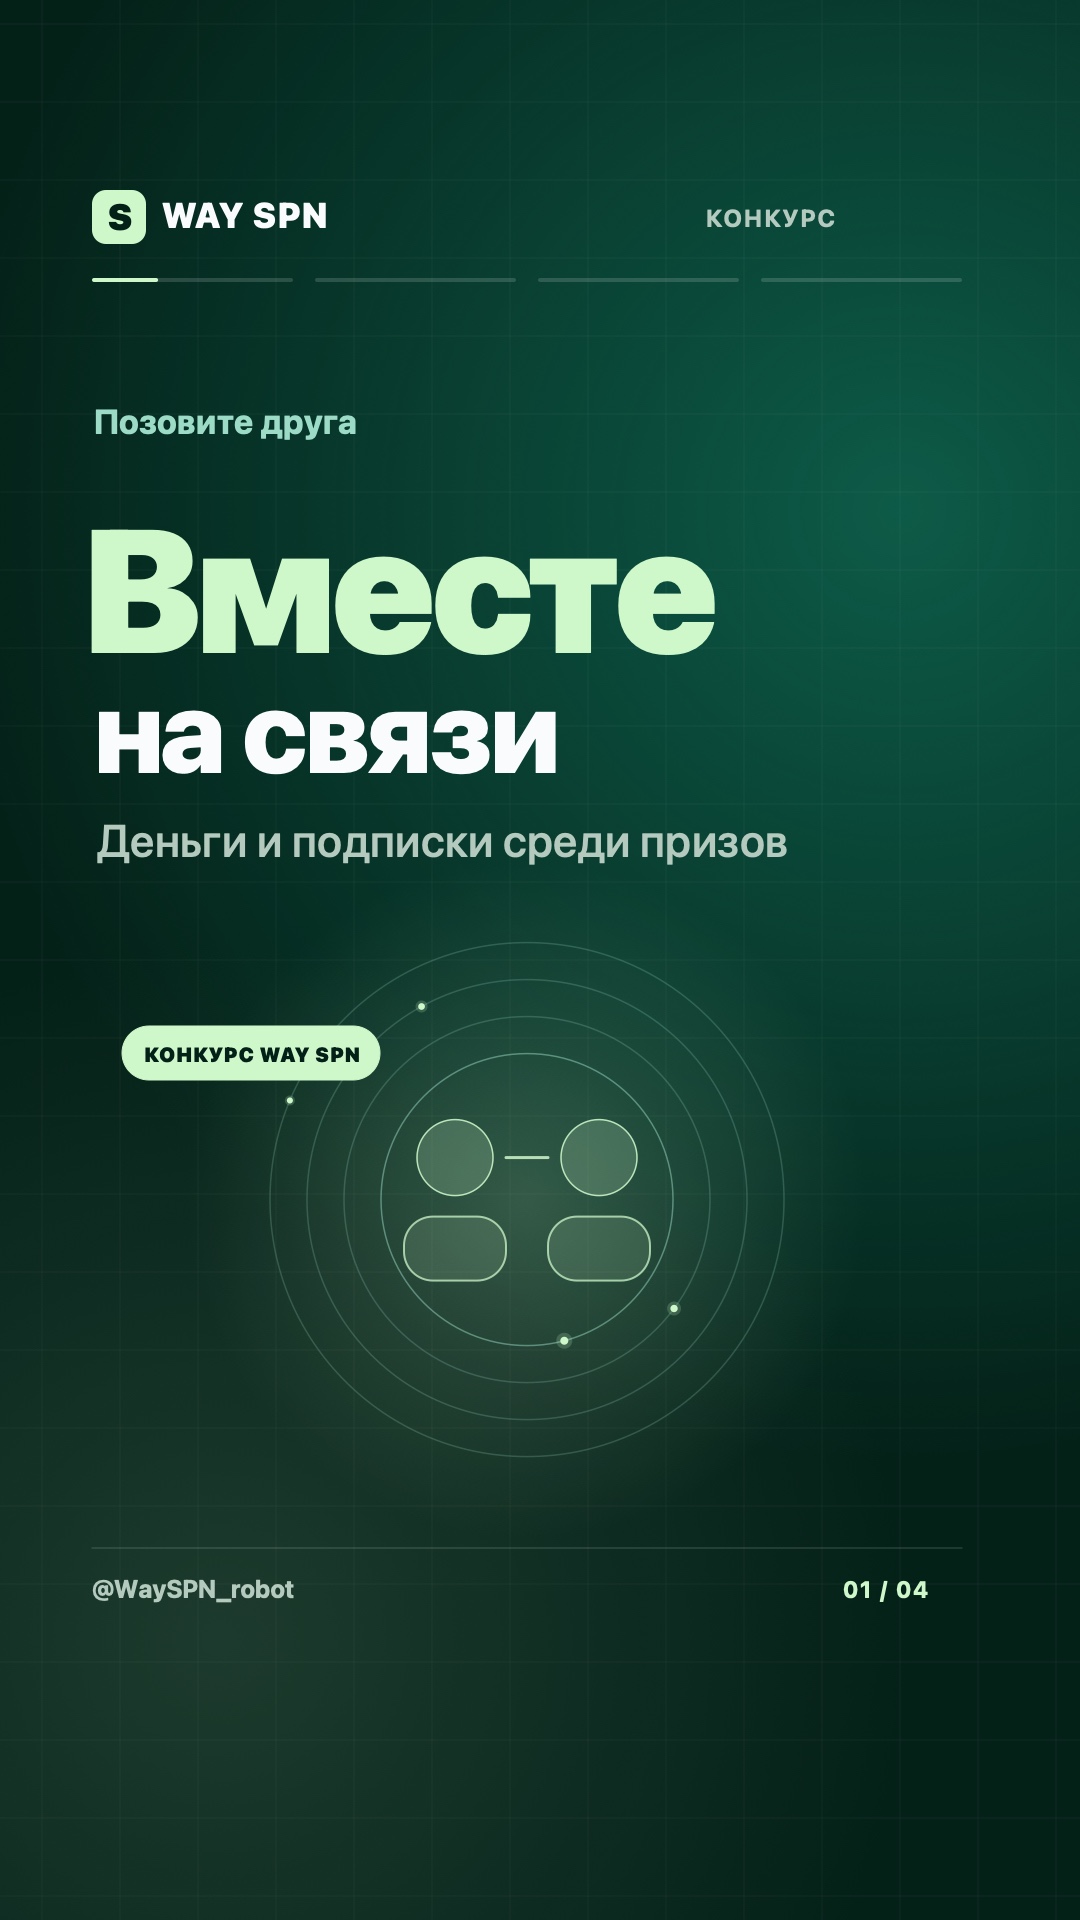 S WAY SPN
КОНКУРС
Позовите друга
Вместе
на связи
Деньги и подписки среди призов
КОНКУРС WAY SPN
@WaySPN_robot
01 / 04